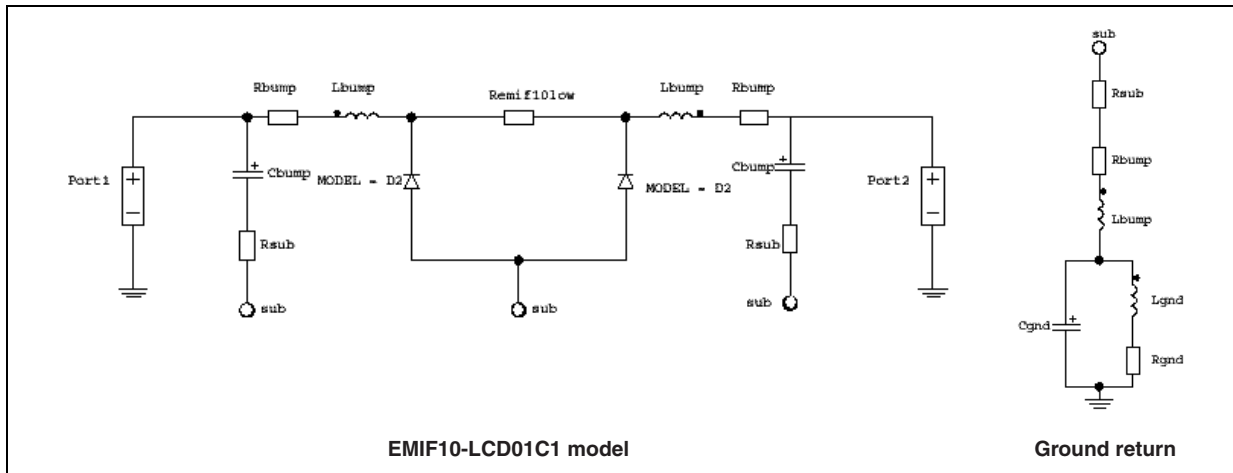 sub
Rbump
Lbump
Remif10low
Lbump
Rbump
Rsub
Port1
+
-
+
Cbump
MODEL - D2
MODEL - D2
Cbump
+
Port2
+
-
Rbump
Rsub
Rsub
Lbump
sub
sub
sub
Cgnd
+
Lgnd
Rgnd
EMIF10-LCD01C1 model
Ground return